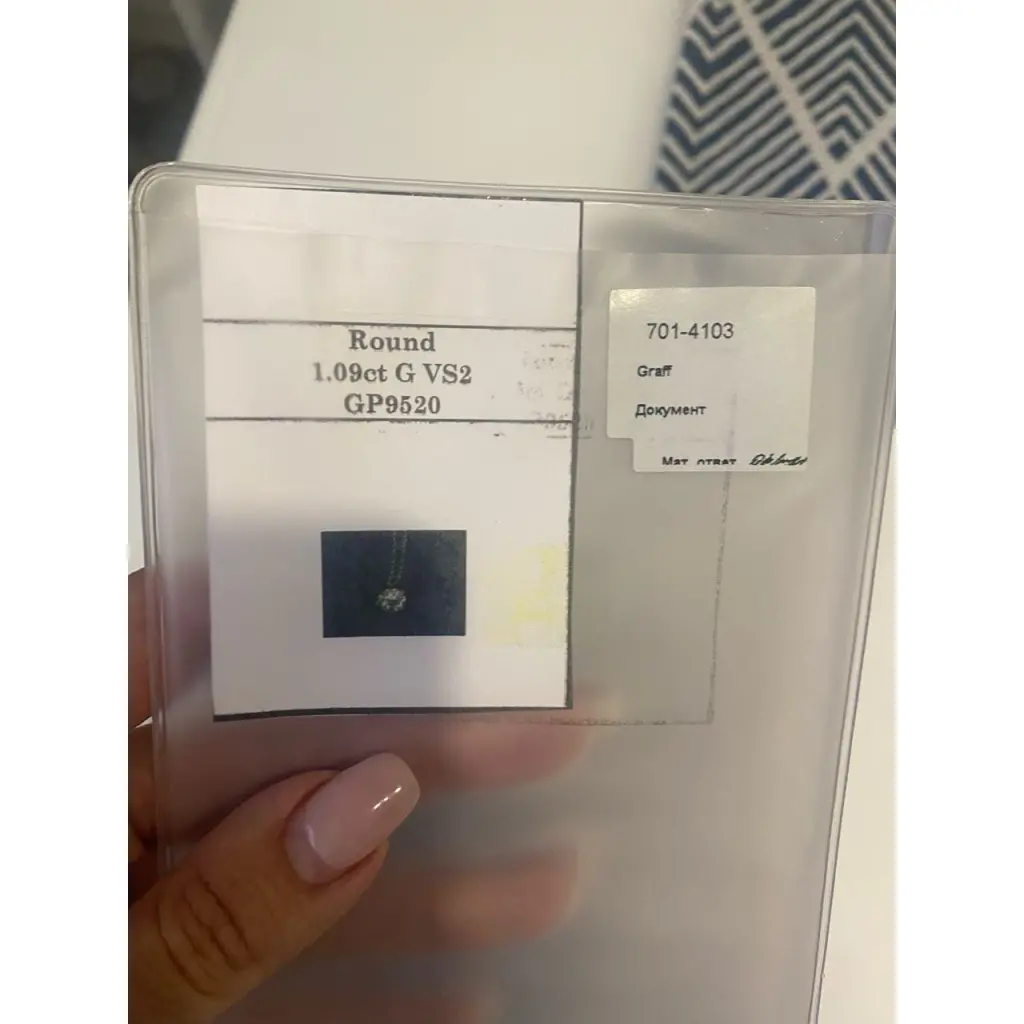 Round
1.09ct G VS2
GP9520
701-4103
Graff
Документ
Мат. ответ